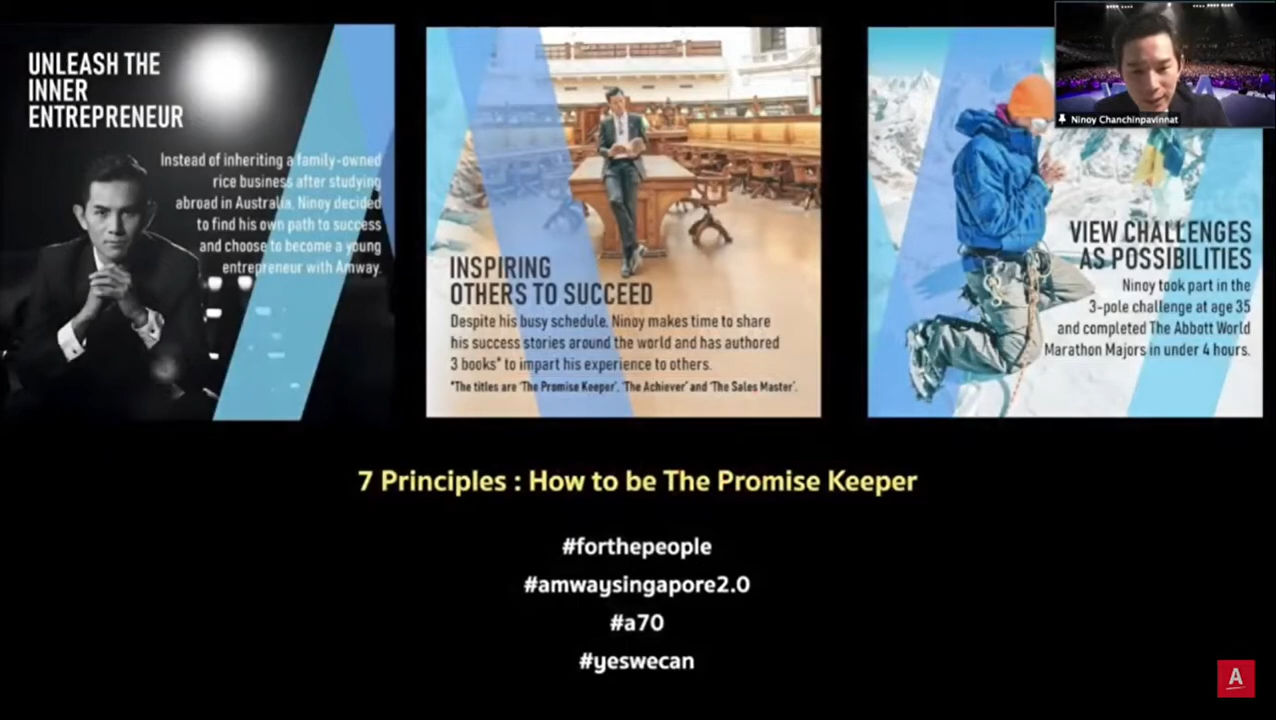 UNLEASH THE
INNER
ENTREPRENEUR
Instead of inheriting a family-owned
rice business after studying
abroad in Australia, Ninoy decided
to find his own path to success
and choose to become a young
entrepreneur with Amway.
INSPIRING
OTHERS TO SUCCEED
Despite his busy schedule, Ninoy makes time to share
his success stories around the world and has authored
3 books* to impart his experience to others.
*The titles are 'The Promise Keeper', 'The Achiever' and 'The Sales Master'.
Ninoy Chanchinpavinnat
VIEW CHALLENGES
AS POSSIBILITIES
Ninoy took part in the
3-pole challenge at age 35
and completed The Abbott World
Marathon Majors in under 4 hours.
7 Principles : How to be The Promise Keeper
#forthepeople
#amwaysingapore2.0
#a70
#yeswecan
A